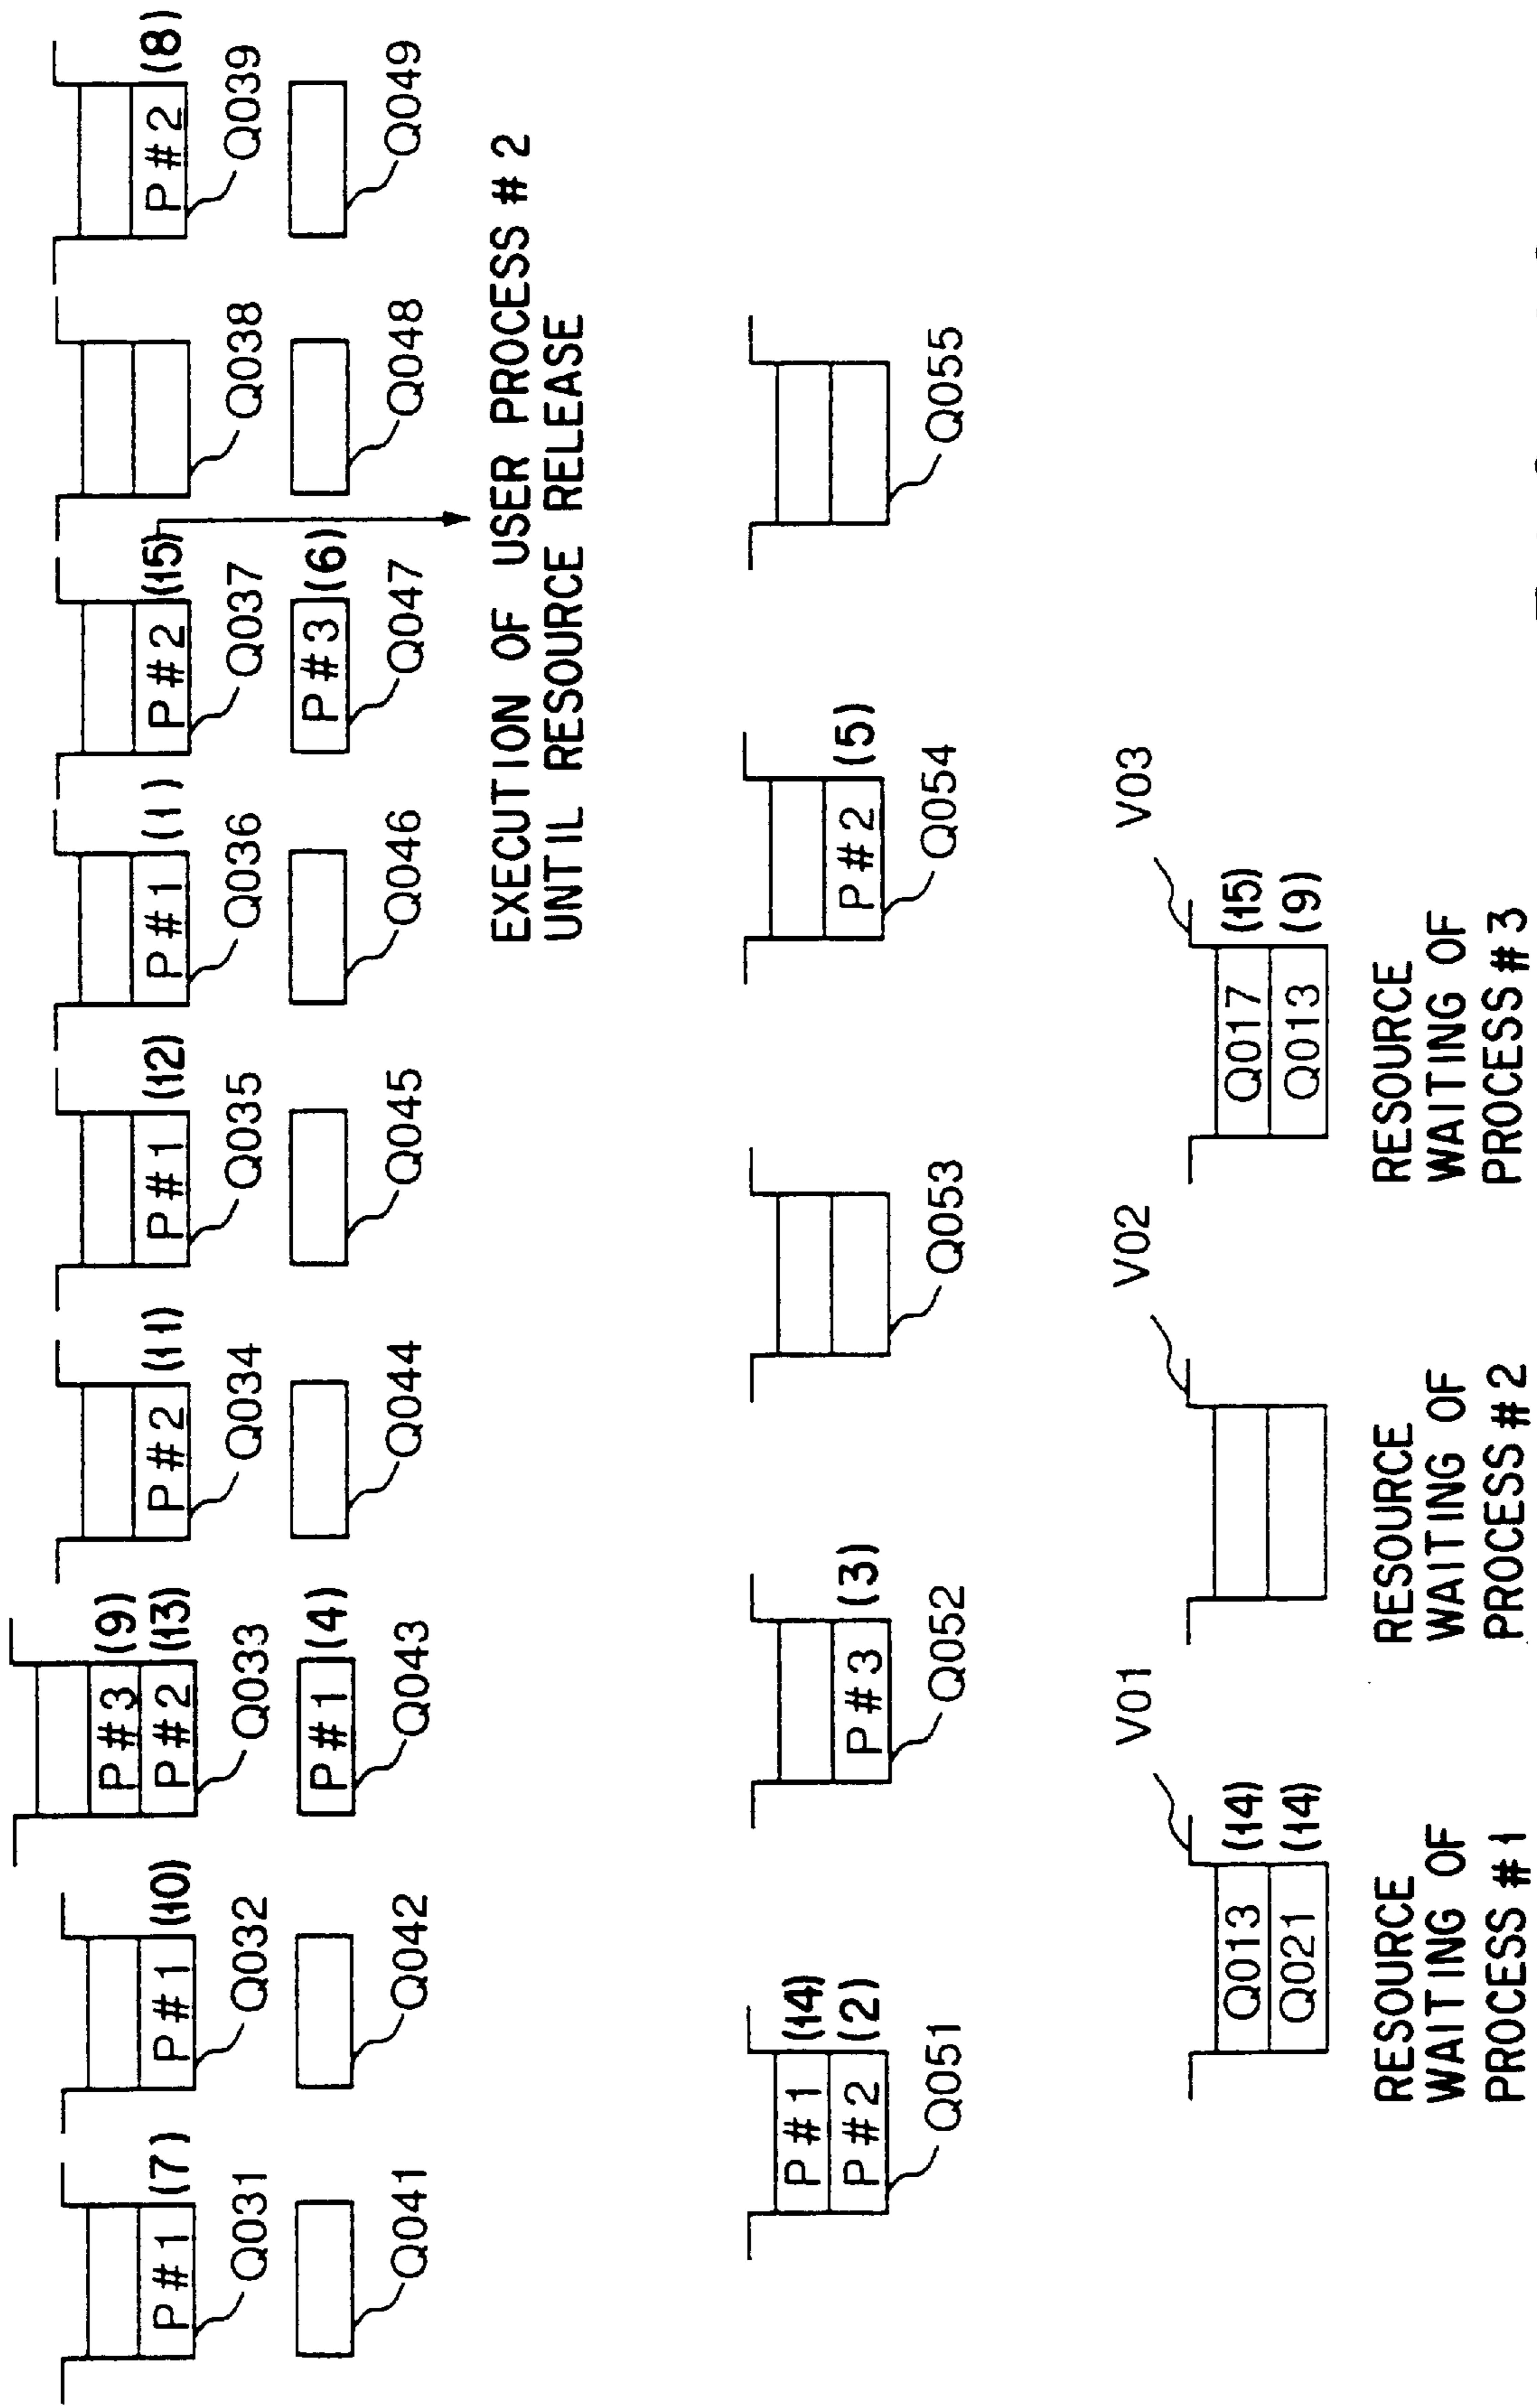 P#3 (9)
P#1 (7)
P#1 (10)
P#2 (13)
P#2 (11)
P#1 (12)
P#1 (1)
P#2 (15)
P#2 (8)
Q031
Q032
Q033
Q034
Q035
Q036
Q037
Q038
Q039
P#1 (4)
P#3 (6)
Q041
Q042
Q043
Q044
Q045
Q046
Q047
Q048
Q049
EXECUTION OF USER PROCESS #2
UNTIL RESOURCE RELEASE
P#1 (14)
P#2 (2)
P#3 (3)
P#2 (5)
Q051
Q052
Q053
Q054
Q055
V01
V02
V03
Q013 (14)
Q021 (14)
Q017 (15)
Q013 (9)
RESOURCE
WAITING OF
PROCESS #1
RESOURCE
WAITING OF
PROCESS #2
RESOURCE
WAITING OF
PROCESS #3